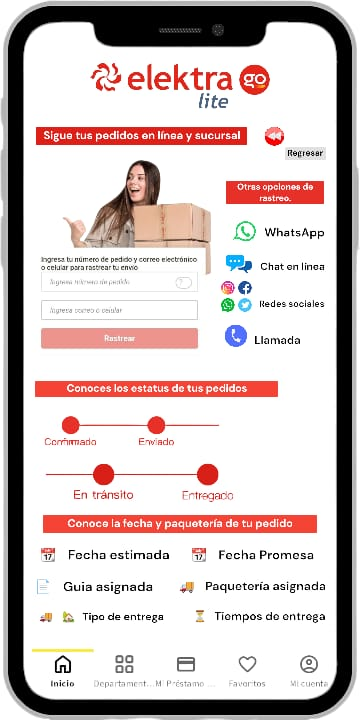 elektra go
lite
Sigue tus pedidos en línea y sucursal
Regresar
Otras opciones de
rastreo.
WhatsApp
Chat en línea
Redes sociales
Llamada
Ingresa tu número de pedido y correo electrónico
o celular para rastrear tu envío
Ingresa número de pedido
Ingresa correo o celular
Rastrear
Conoces los estatus de tus pedidos
Confirmado
Enviado
En tránsito
Entregado
Conoce la fecha y paquetería de tu pedido
Fecha estimada
Fecha Promesa
Guia asignada
Paquetería asignada
Tipo de entrega
Tiempos de entrega
Inicio
Departament...
Mi Préstamo ...
Favoritos
Mi cuenta